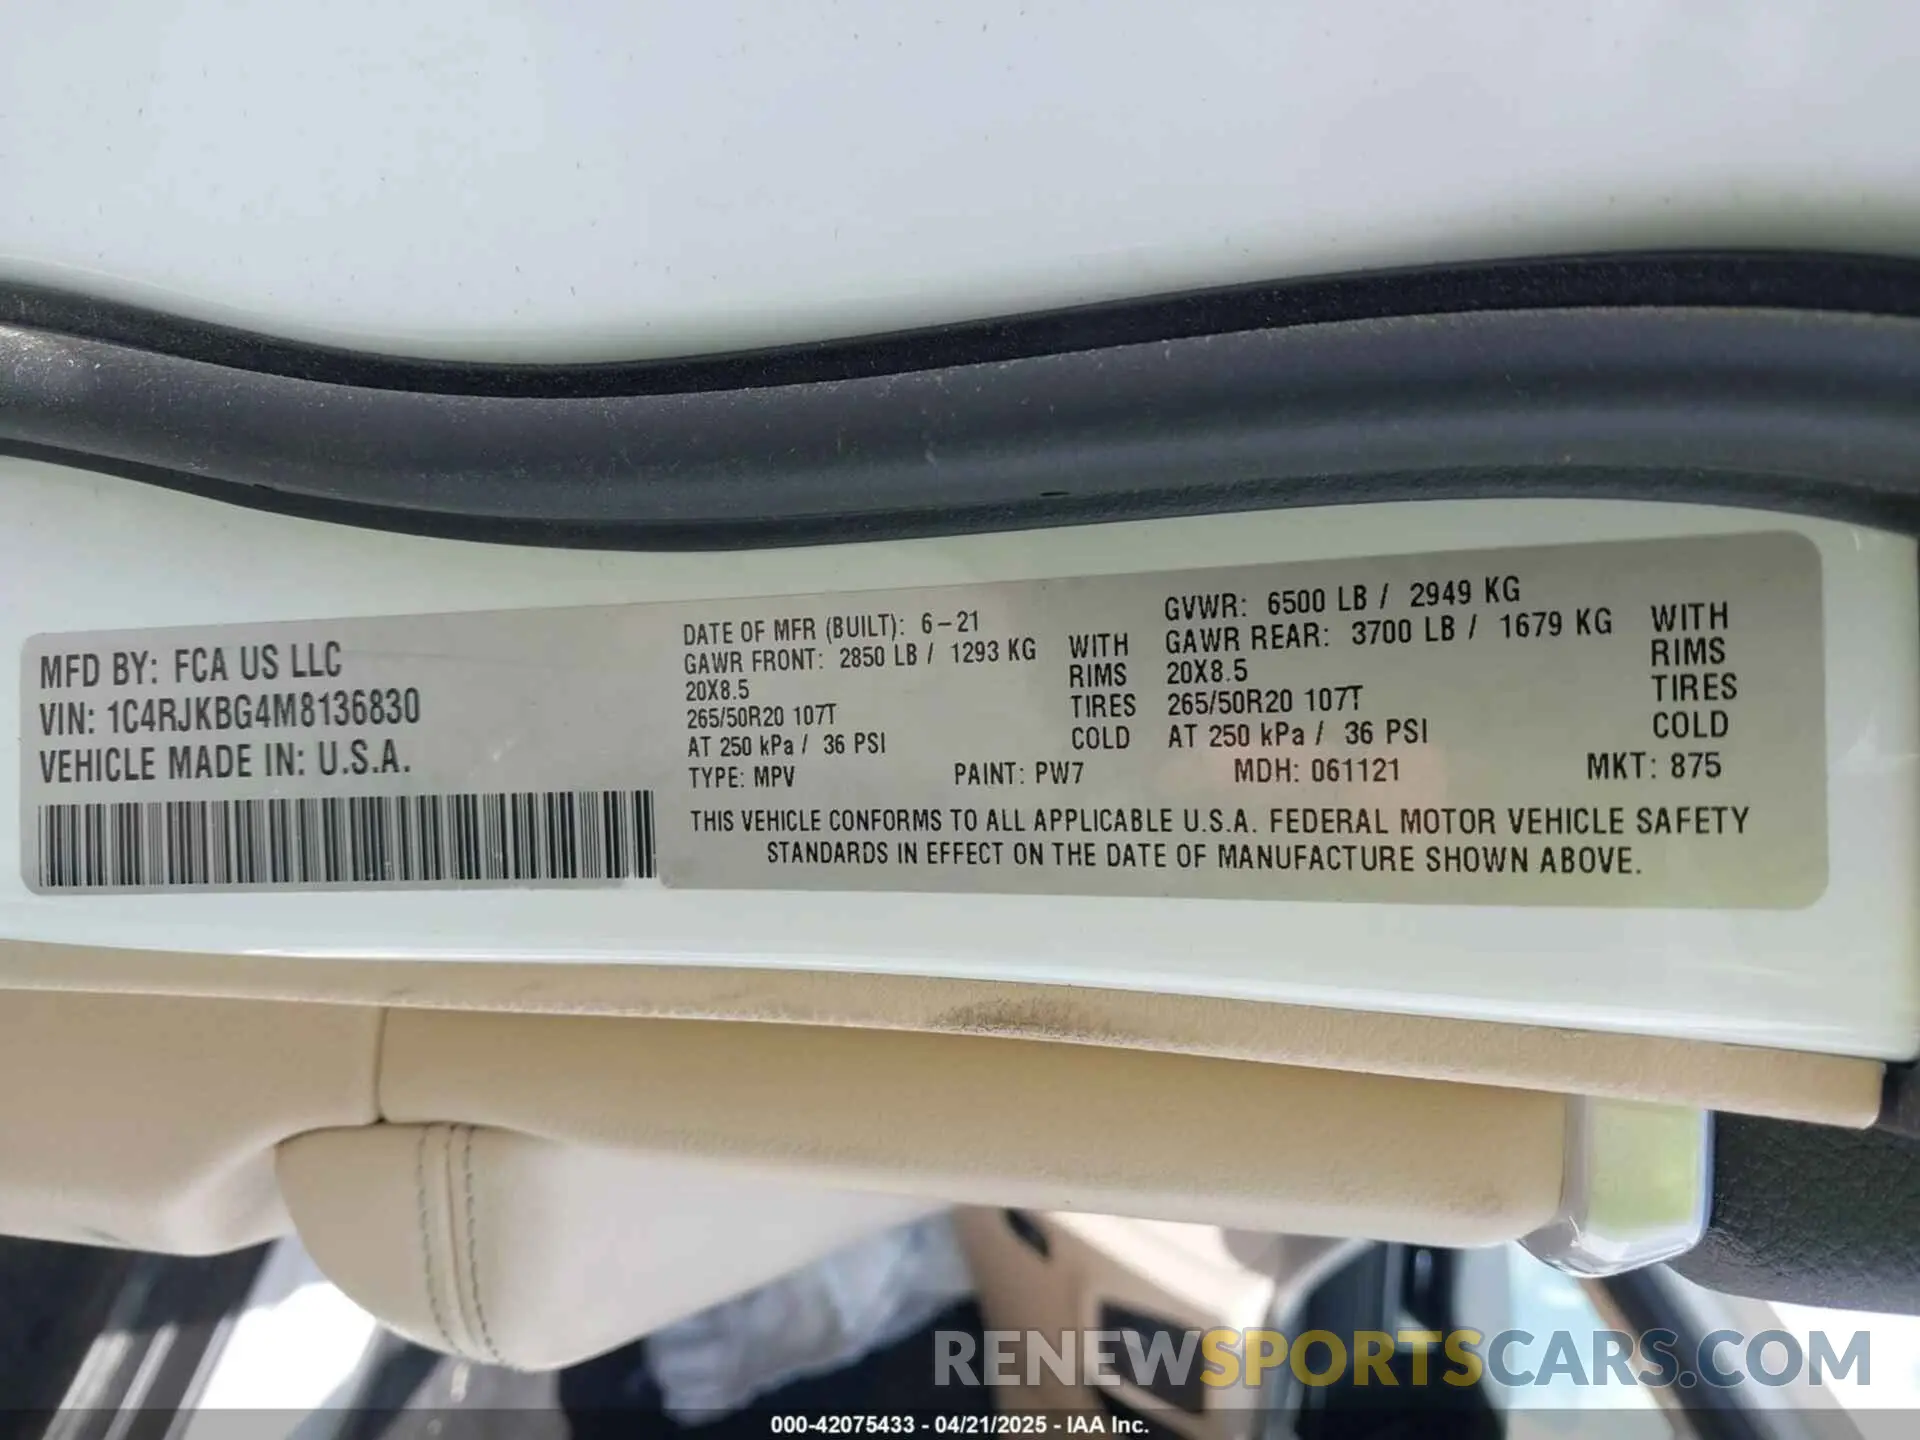 MFD BY: FCA US LLC
VIN: 1C4RJKBG4M8136830
VEHICLE MADE IN: U.S.A.
DATE OF MFR (BUILT): 6-21
GAWR FRONT: 2850 LB / 1293 KG WITH
20X8.5 RIMS
265/50R20 107T TIRES
AT 250 kPa / 36 PSI COLD
GVWR: 6500 LB / 2949 KG
GAWR REAR: 3700 LB / 1679 KG WITH
20X8.5 RIMS
265/50R20 107T TIRES
AT 250 kPa / 36 PSI COLD
TYPE: MPV PAINT: PW7 MDH: 061121 MKT: 875
THIS VEHICLE CONFORMS TO ALL APPLICABLE U.S.A. FEDERAL MOTOR VEHICLE SAFETY
STANDARDS IN EFFECT ON THE DATE OF MANUFACTURE SHOWN ABOVE.
RENEWSPORTSCARS.COM
000-42075433 - 04/21/2025 - IAA Inc.